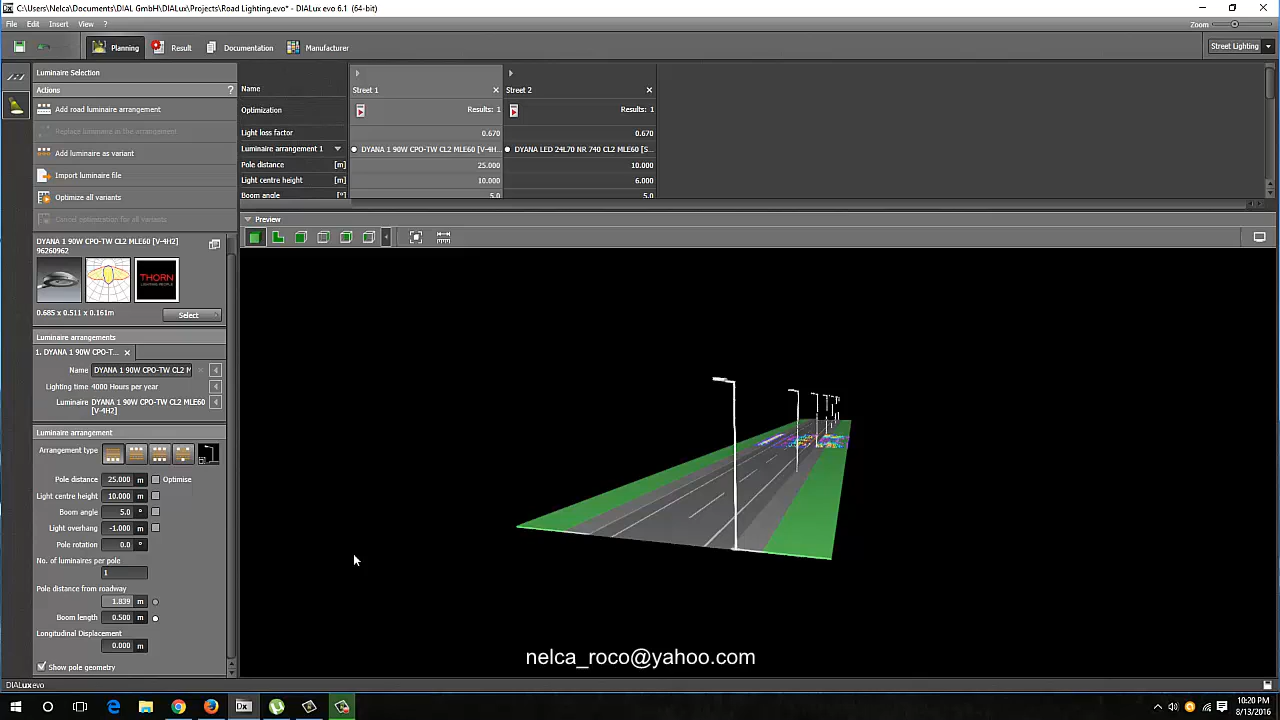 C:\Users\Nelca\Documents\DIAL GmbH\DIALux\Projects\Road Lighting.evo* - DIALux evo 6.1 (64-bit)
File Edit Insert View ? Zoom
Planning Result Documentation Manufacturer Street Lighting
Luminaire Selection
Actions ?
Add road luminaire arrangement
Replace luminaire in the arrangement
Add luminaire as variant
Import luminaire file
Optimize all variants
Cancel optimization for all variants
Name Street 1 Street 2
Optimization Results: 1 Results: 1
Light loss factor 0.670 0.670
Luminaire arrangement 1 DYANA 1 90W CPO-TW CL2 MLE60 [V-4H... DYANA LED 24L70 NR 740 CL2 MLE60 [S...
Pole distance [m] 25.000 10.000
Light centre height [m] 10.000 6.000
Boom angle [°] 5.0 5.0
Preview
DYANA 1 90W CPO-TW CL2 MLE60 [V-4H2]
96260962
THORN
LIGHTING PEOPLE
0.685 x 0.511 x 0.161m
Select
Luminaire arrangements
1. DYANA 1 90W CPO-T...
Name DYANA 1 90W CPO-TW CL2 M
Lighting time 4000 Hours per year
Luminaire DYANA 1 90W CPO-TW CL2 MLE60
[V-4H2]
Luminaire arrangement
Arrangement type
Pole distance 25.000 m Optimise
Light centre height 10.000 m
Boom angle 5.0 °
Light overhang -1.000 m
Pole rotation 0.0 °
No. of luminaires per pole
1
Pole distance from roadway
1.839 m
Boom length 0.500 m
Longitudinal Displacement
0.000 m
Show pole geometry
nelca_roco@yahoo.com
DIALux evo
Dx
10:20 PM
8/13/2016